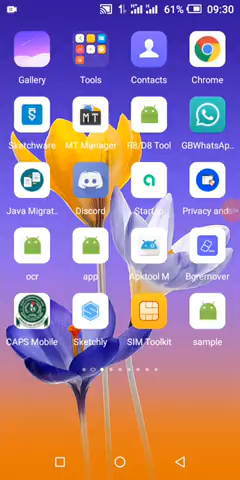 61% 09:30
Gallery Tools Contacts Chrome
Sketchware MT Manager R8/D8 Tool GBWhatsAp...
Java Migrat... Discord Startup Privacy and...
ocr app Apktool M Bgremover
CAPS Mobile Sketchly SIM Toolkit sample